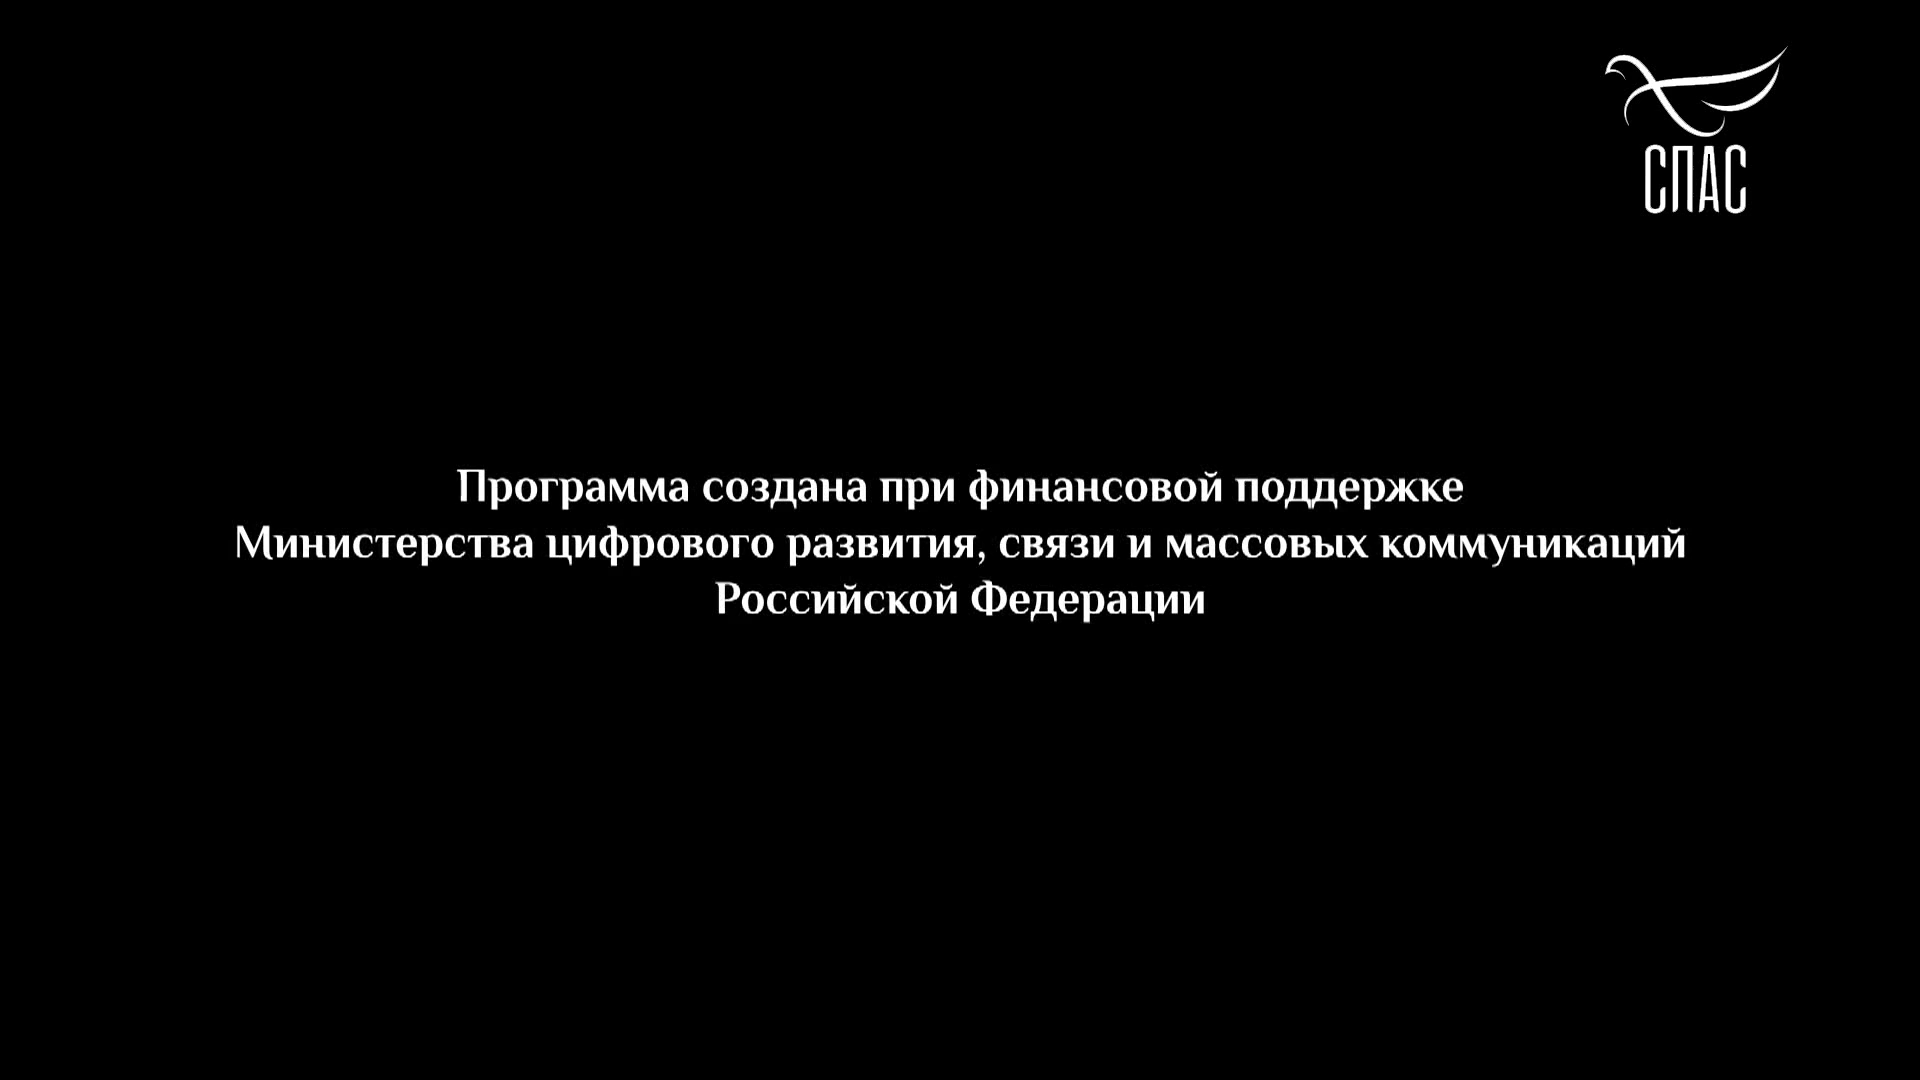 СПАС
Программа создана при финансовой поддержке
Министерства цифрового развития, связи и массовых коммуникаций
Российской Федерации